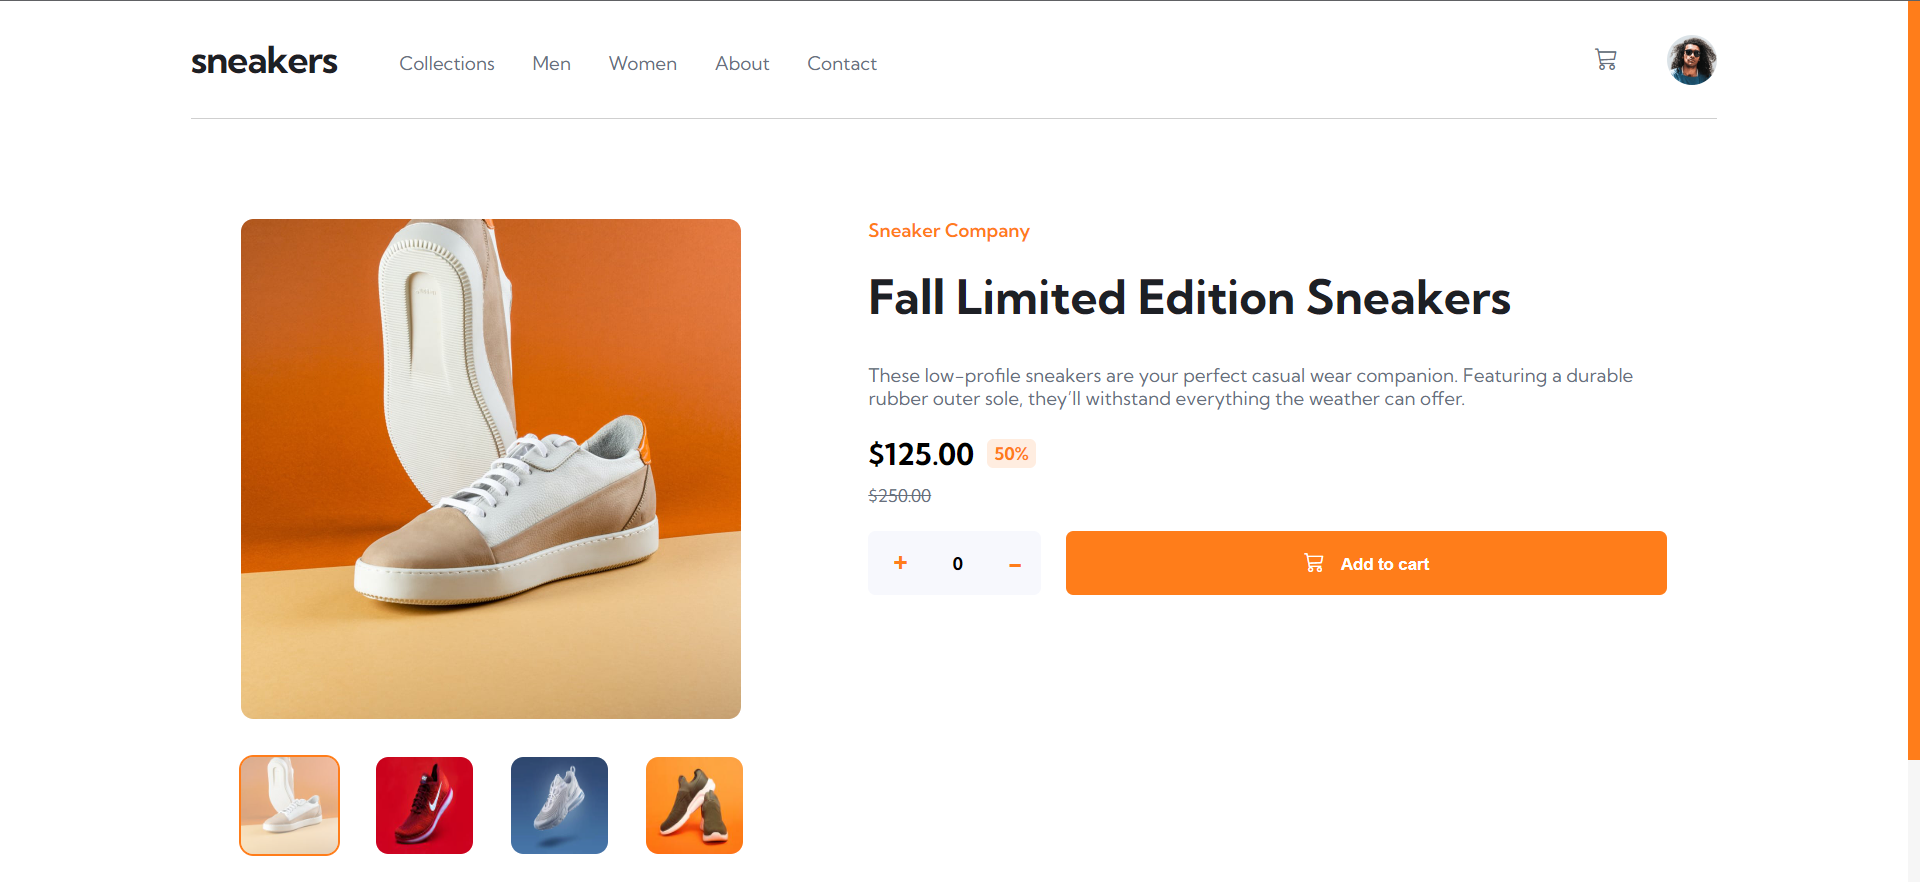 sneakers
Collections Men Women About Contact
Sneaker Company
Fall Limited Edition Sneakers
These low-profile sneakers are your perfect casual wear companion. Featuring a durable
rubber outer sole, they’ll withstand everything the weather can offer.
$125.00 50%
$250.00
+ 0 –
Add to cart